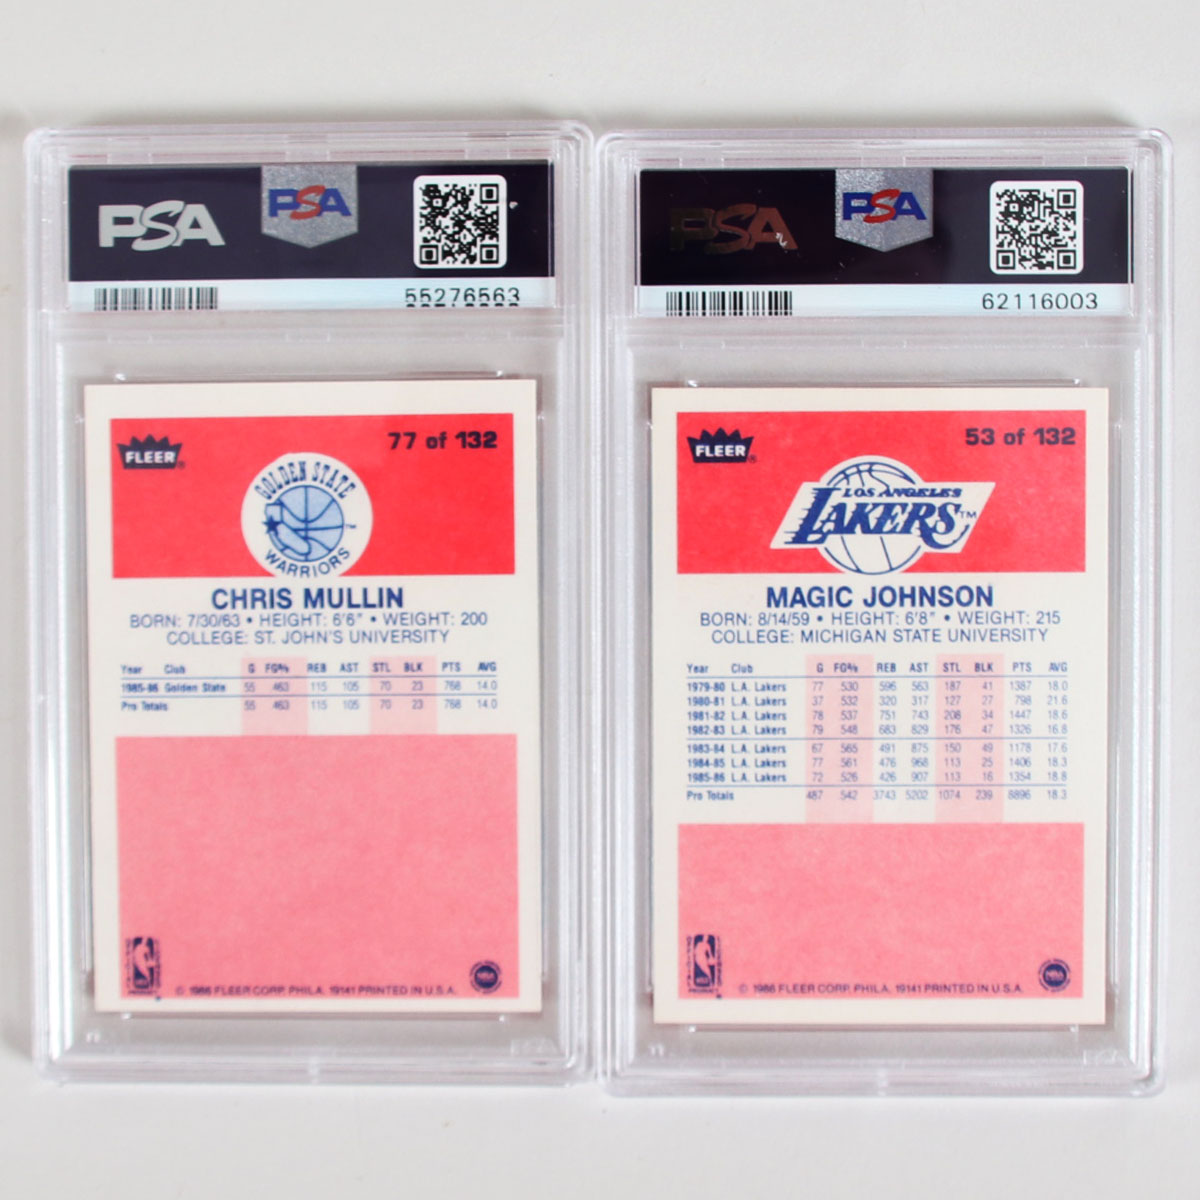 PSA PSA
55276563
FLEER®
77 of 132
GOLDEN STATE
WARRIORS
™
CHRIS MULLIN
BORN: 7/30/63 • HEIGHT: 6'6" • WEIGHT: 200
COLLEGE: ST. JOHN'S UNIVERSITY
Year Club G FG% REB AST STL BLK PTS AVG
1985-86 Golden State 55 .463 115 105 70 23 768 14.0
Pro Totals 55 .463 115 105 70 23 768 14.0
NBA
© 1986 FLEER CORP. PHILA. 19141 PRINTED IN U.S.A.
PSA PSA
62116003
FLEER®
53 of 132
LOS ANGELES
LAKERS™
MAGIC JOHNSON
BORN: 8/14/59 • HEIGHT: 6'8" • WEIGHT: 215
COLLEGE: MICHIGAN STATE UNIVERSITY
Year Club G FG% REB AST STL BLK PTS AVG
1979-80 L.A. Lakers 77 .530 596 563 187 41 1387 18.0
1980-81 L.A. Lakers 37 .532 320 317 127 27 798 21.6
1981-82 L.A. Lakers 78 .537 751 743 208 34 1447 18.6
1982-83 L.A. Lakers 79 .548 683 829 176 47 1326 16.8
1983-84 L.A. Lakers 67 .565 491 875 150 49 1178 17.6
1984-85 L.A. Lakers 77 .561 476 968 113 25 1406 18.3
1985-86 L.A. Lakers 72 .526 426 907 113 16 1354 18.8
Pro Totals 487 .542 3743 5202 1074 239 8896 18.3
NBA
© 1986 FLEER CORP. PHILA. 19141 PRINTED IN U.S.A.